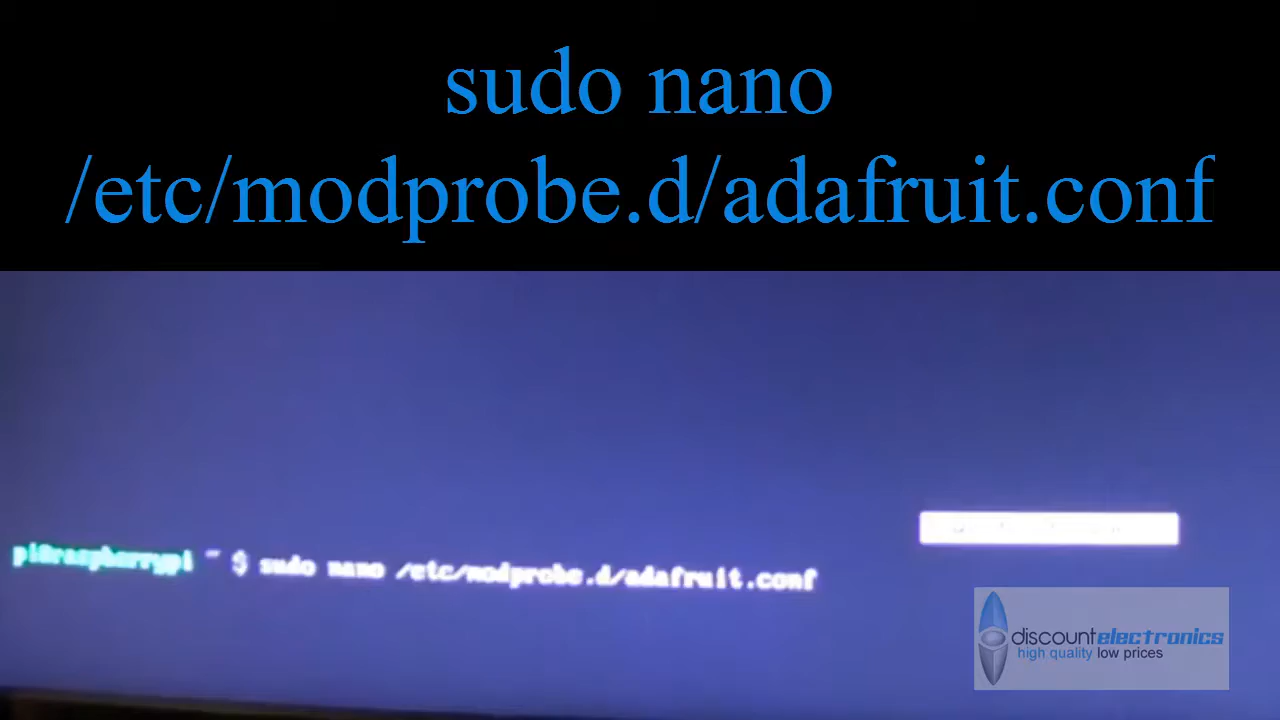 sudo nano
/etc/modprobe.d/adafruit.conf
pi@raspberrypi ~ $ sudo nano /etc/modprobe.d/adafruit.conf
discountelectronics
high quality low prices